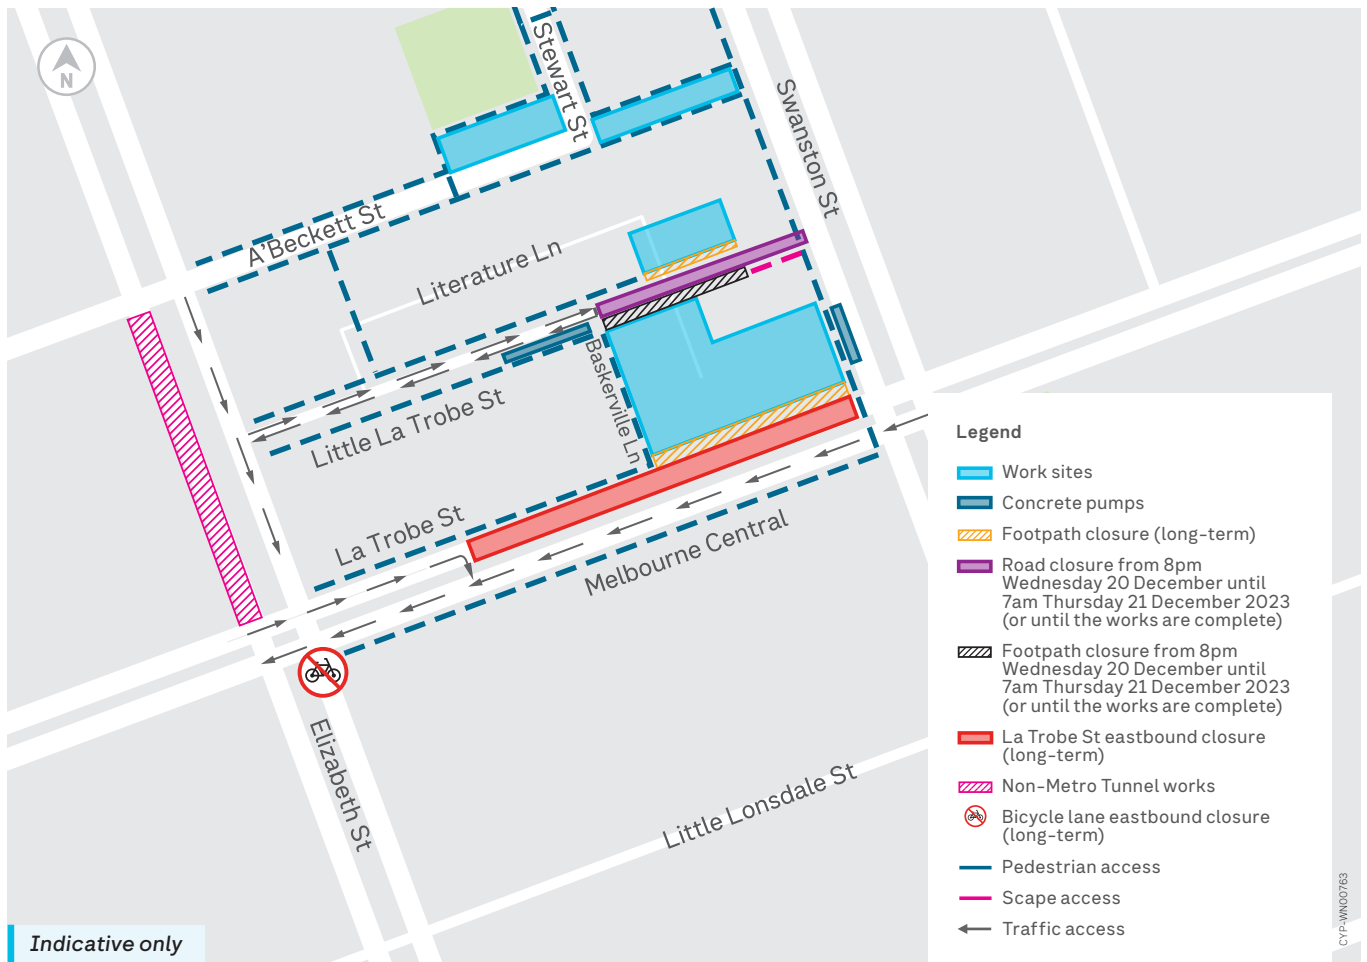 N
Stewart St
Swanston St
A'Beckett St
Literature Ln
Little La Trobe St
Baskerville Ln
La Trobe St
Melbourne Central
Elizabeth St
Little Lonsdale St
Indicative only
Legend
Work sites
Concrete pumps
Footpath closure (long-term)
Road closure from 8pm
Wednesday 20 December until
7am Thursday 21 December 2023
(or until the works are complete)
Footpath closure from 8pm
Wednesday 20 December until
7am Thursday 21 December 2023
(or until the works are complete)
La Trobe St eastbound closure
(long-term)
Non-Metro Tunnel works
Bicycle lane eastbound closure
(long-term)
Pedestrian access
Scape access
Traffic access
CYP-WN00763